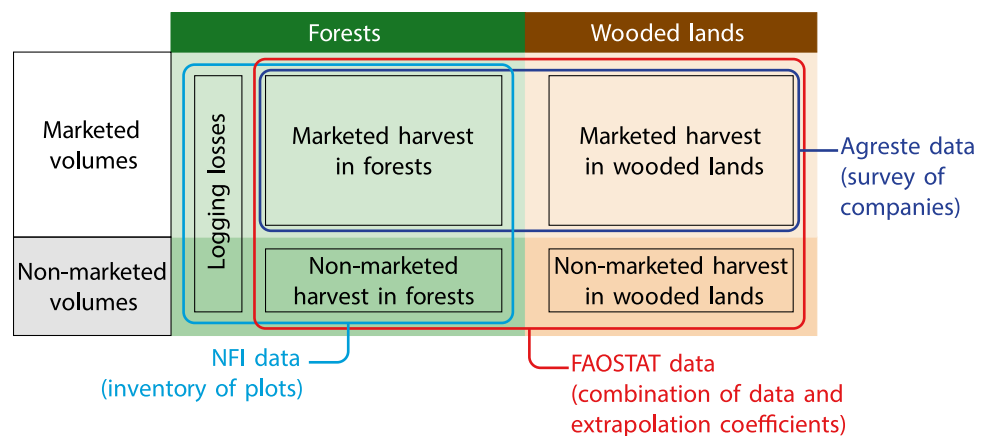 Forests
Wooded lands
Marketed
volumes
Logging losses
Marketed harvest
in forests
Marketed harvest
in wooded lands
Agreste data
(survey of
companies)
Non-marketed
volumes
Non-marketed
harvest in forests
Non-marketed harvest
in wooded lands
NFI data
(inventory of plots)
FAOSTAT data
(combination of data and
extrapolation coefficients)